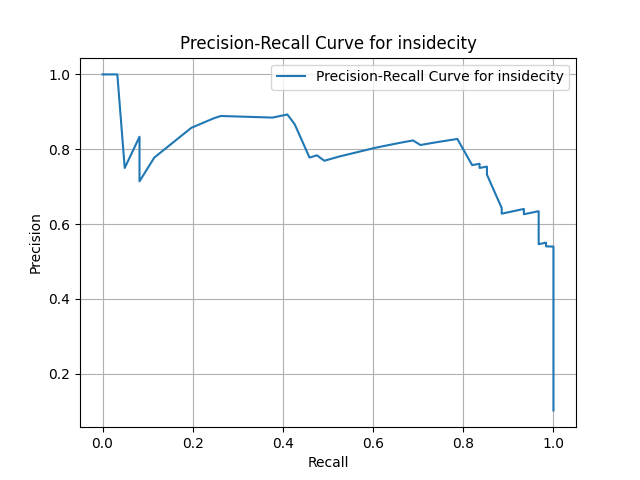 Precision-Recall Curve for insidecity
Precision-Recall Curve for insidecity
1.0
0.8
0.6
0.4
0.2
Precision
0.0 0.2 0.4 0.6 0.8 1.0
Recall